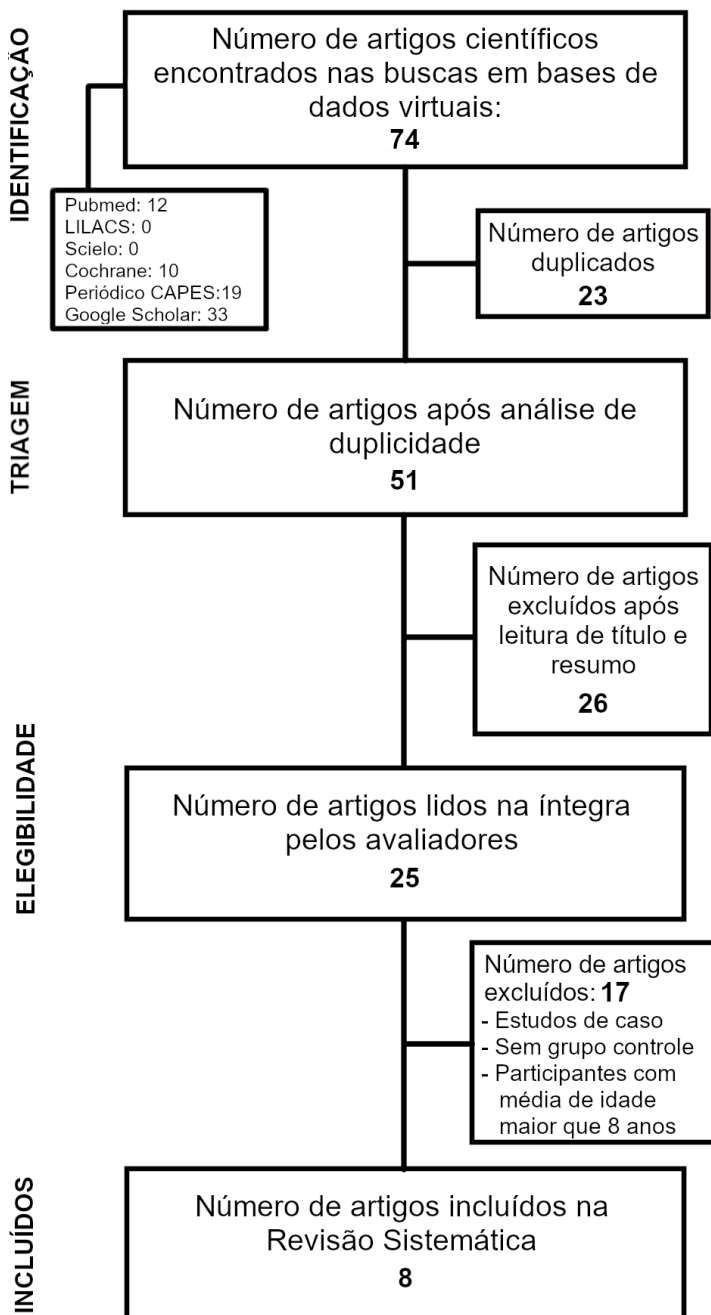 IDENTIFICAÇÃO
Número de artigos científicos
encontrados nas buscas em bases de
dados virtuais:
74
Pubmed: 12
LILACS: 0
Scielo: 0
Cochrane: 10
Periódico CAPES:19
Google Scholar: 33
Número de artigos
duplicados
23
TRIAGEM
Número de artigos após análise de
duplicidade
51
Número de artigos
excluídos após
leitura de título e
resumo
26
ELEGIBILIDADE
Número de artigos lidos na íntegra
pelos avaliadores
25
Número de artigos
excluídos: 17
- Estudos de caso
- Sem grupo controle
- Participantes com
média de idade
maior que 8 anos
INCLUÍDOS
Número de artigos incluídos na
Revisão Sistemática
8